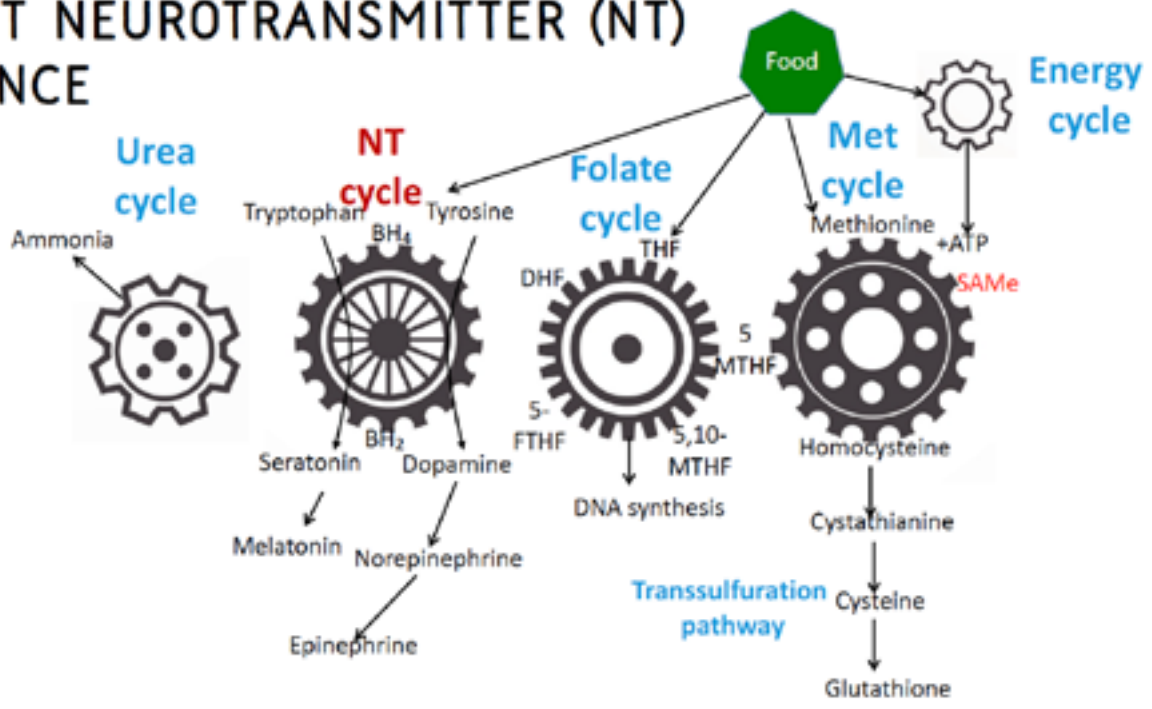 T NEUROTRANSMITTER (NT)
NCE
Food
Energy
cycle
Urea
cycle
NT
cycle
Folate
cycle
Met
cycle
Ammonia
Tryptophan
Tyrosine
BH₄
THF
DHF
Methionine
+ATP
SAMe
5
MTHF
5-
FTHF
5,10-
MTHF
BH₂
Seratonin
Dopamine
Homocysteine
DNA synthesis
Cystathianine
Melatonin
Norepinephrine
Transsulfuration
pathway
Cysteine
Epinephrine
Glutathione